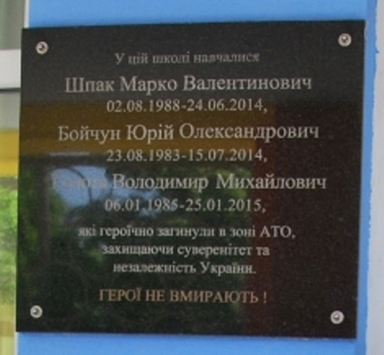 У цій школі навчалися
Шпак Марко Валентинович
02.08.1988-24.06.2014,
Бойчун Юрій Олександрович
23.08.1983-15.07.2014,
Володимир Михайлович
06.01.1985-25.01.2015,
які героїчно загинули в зоні АТО,
захищаючи суверенітет та
незалежність України.
ГЕРОЇ НЕ ВМИРАЮТЬ !